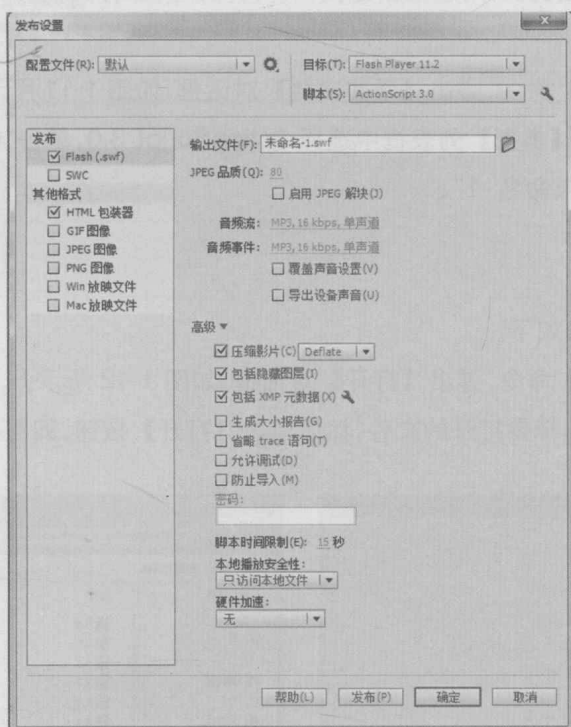 发布设置
配置文件(R): 默认
目标(T): Flash Player 11.2
脚本(S): ActionScript 3.0
发布
Flash (.swf)
SWC
其他格式
HTML 包装器
GIF 图像
JPEG 图像
PNG 图像
Win 放映文件
Mac 放映文件
输出文件(F): 未命名-1.swf
JPEG 品质(Q): 80
启用 JPEG 解块(J)
音频流: MP3, 16 kbps, 单声道
音频事件: MP3, 16 kbps, 单声道
覆盖声音设置(V)
导出设备声音(U)
高级
压缩影片(C) Deflate
包括隐藏图层(I)
包括 XMP 元数据(X)
生成大小报告(G)
省略 trace 语句(T)
允许调试(D)
防止导入(M)
密码:
脚本时间限制(E): 15 秒
本地播放安全性:
只访问本地文件
硬件加速:
无
帮助(L) 发布(P) 确定 取消